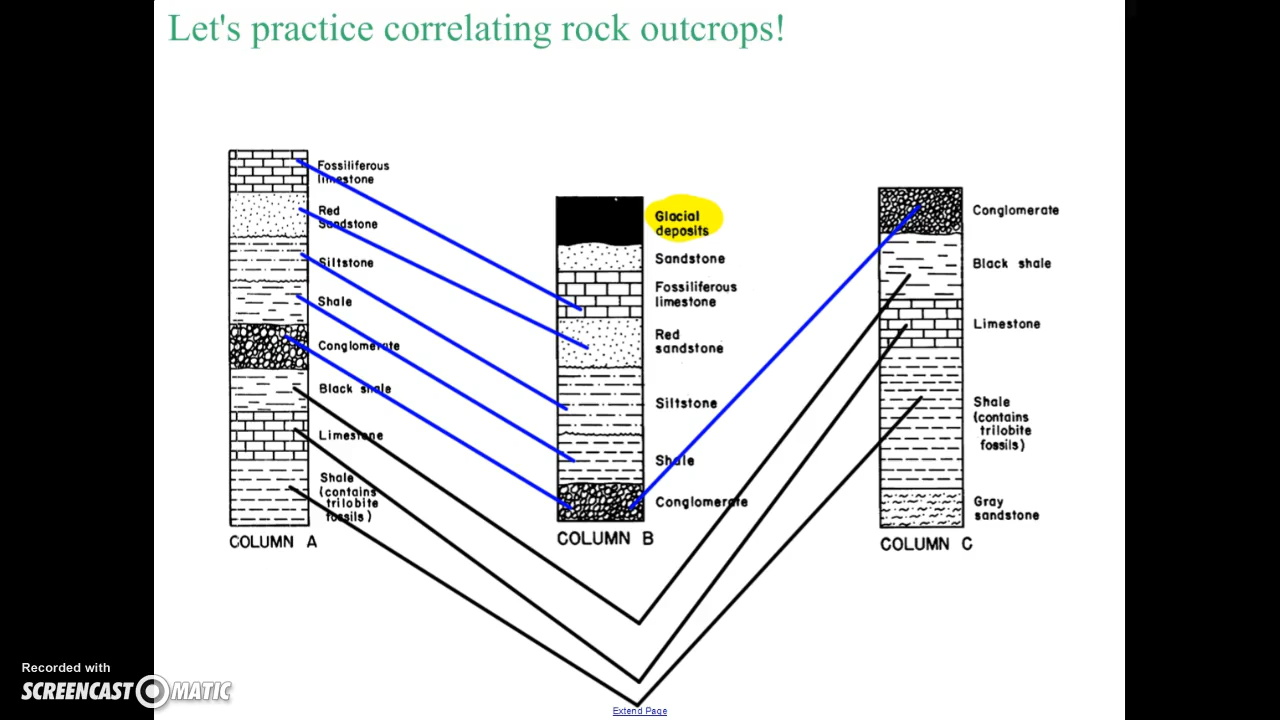 Let's practice correlating rock outcrops!
Fossiliferous
limestone
Red
Sandstone
Siltstone
Shale
Conglomerate
Black shale
Limestone
Shale
(contains
trilobite
fossils)
COLUMN A
Glacial
deposits
Sandstone
Fossiliferous
limestone
Red
sandstone
Siltstone
Shale
Conglomerate
COLUMN B
Conglomerate
Black shale
Limestone
Shale
(contains
trilobite
fossils)
Gray
sandstone
COLUMN C
Recorded with
SCREENCAST-O-MATIC
Extend Page